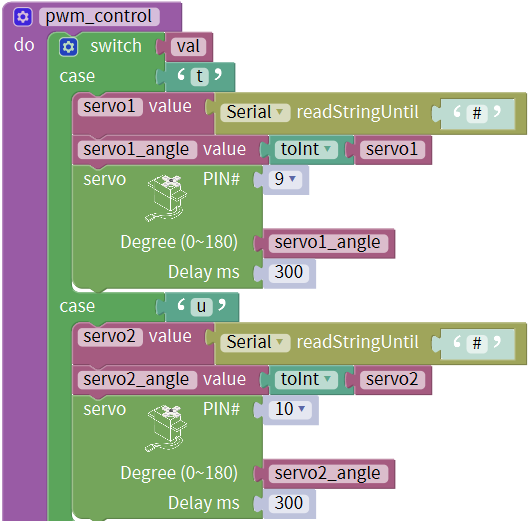 pwm_control
do switch val
case ‘ t ’
servo1 value Serial readStringUntil “ # ”
servo1_angle value toInt servo1
servo PIN# 9
Degree (0~180) servo1_angle
Delay ms 300
case ‘ u ’
servo2 value Serial readStringUntil “ # ”
servo2_angle value toInt servo2
servo PIN# 10
Degree (0~180) servo2_angle
Delay ms 300